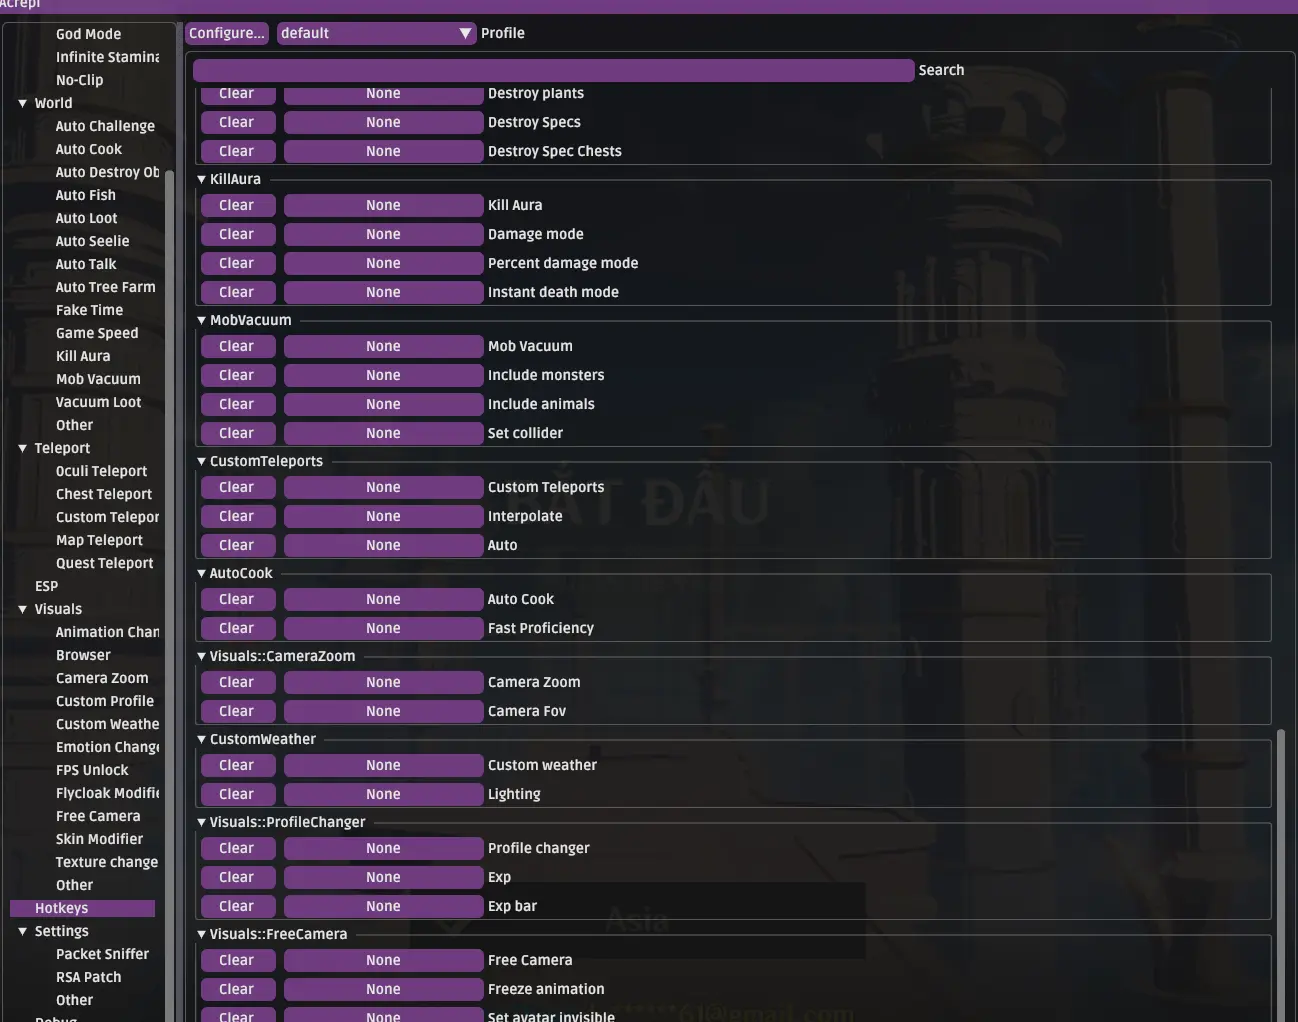 Acrepi
God Mode
Infinite Stamina
No-Clip
World
Auto Challenge
Auto Cook
Auto Destroy Ob
Auto Fish
Auto Loot
Auto Seelie
Auto Talk
Auto Tree Farm
Fake Time
Game Speed
Kill Aura
Mob Vacuum
Vacuum Loot
Other
Teleport
Oculi Teleport
Chest Teleport
Custom Telepor
Map Teleport
Quest Teleport
ESP
Visuals
Animation Chan
Browser
Camera Zoom
Custom Profile
Custom Weathe
Emotion Change
FPS Unlock
Flycloak Modifie
Free Camera
Skin Modifier
Texture change
Other
Hotkeys
Settings
Packet Sniffer
RSA Patch
Other
Debug
Configure... default Profile
Search
Clear None Destroy plants
Clear None Destroy Specs
Clear None Destroy Spec Chests
KillAura
Clear None Kill Aura
Clear None Damage mode
Clear None Percent damage mode
Clear None Instant death mode
MobVacuum
Clear None Mob Vacuum
Clear None Include monsters
Clear None Include animals
Clear None Set collider
CustomTeleports
Clear None Custom Teleports
Clear None Interpolate
Clear None Auto
BẮT ĐẦU
AutoCook
Clear None Auto Cook
Clear None Fast Proficiency
Visuals::CameraZoom
Clear None Camera Zoom
Clear None Camera Fov
CustomWeather
Clear None Custom weather
Clear None Lighting
Visuals::ProfileChanger
Clear None Profile changer
Clear None Exp
Clear None Exp bar
Asia
Visuals::FreeCamera
Clear None Free Camera
Clear None Freeze animation
Clear None Set avatar invisible